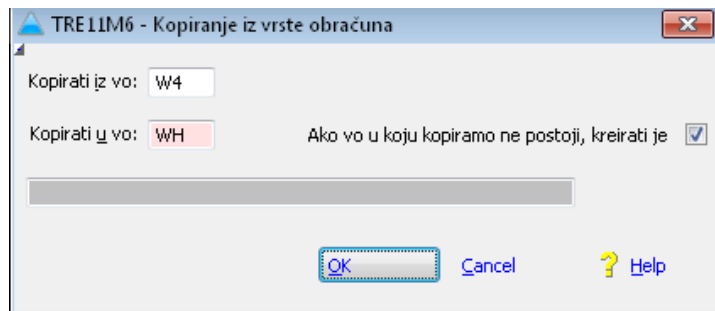 TRE11M6 - Kopiranje iz vrste obračuna
Kopirati iz vo: W4
Kopirati u vo: WH Ako vo u koju kopiramo ne postoji, kreirati je
OK Cancel ? Help